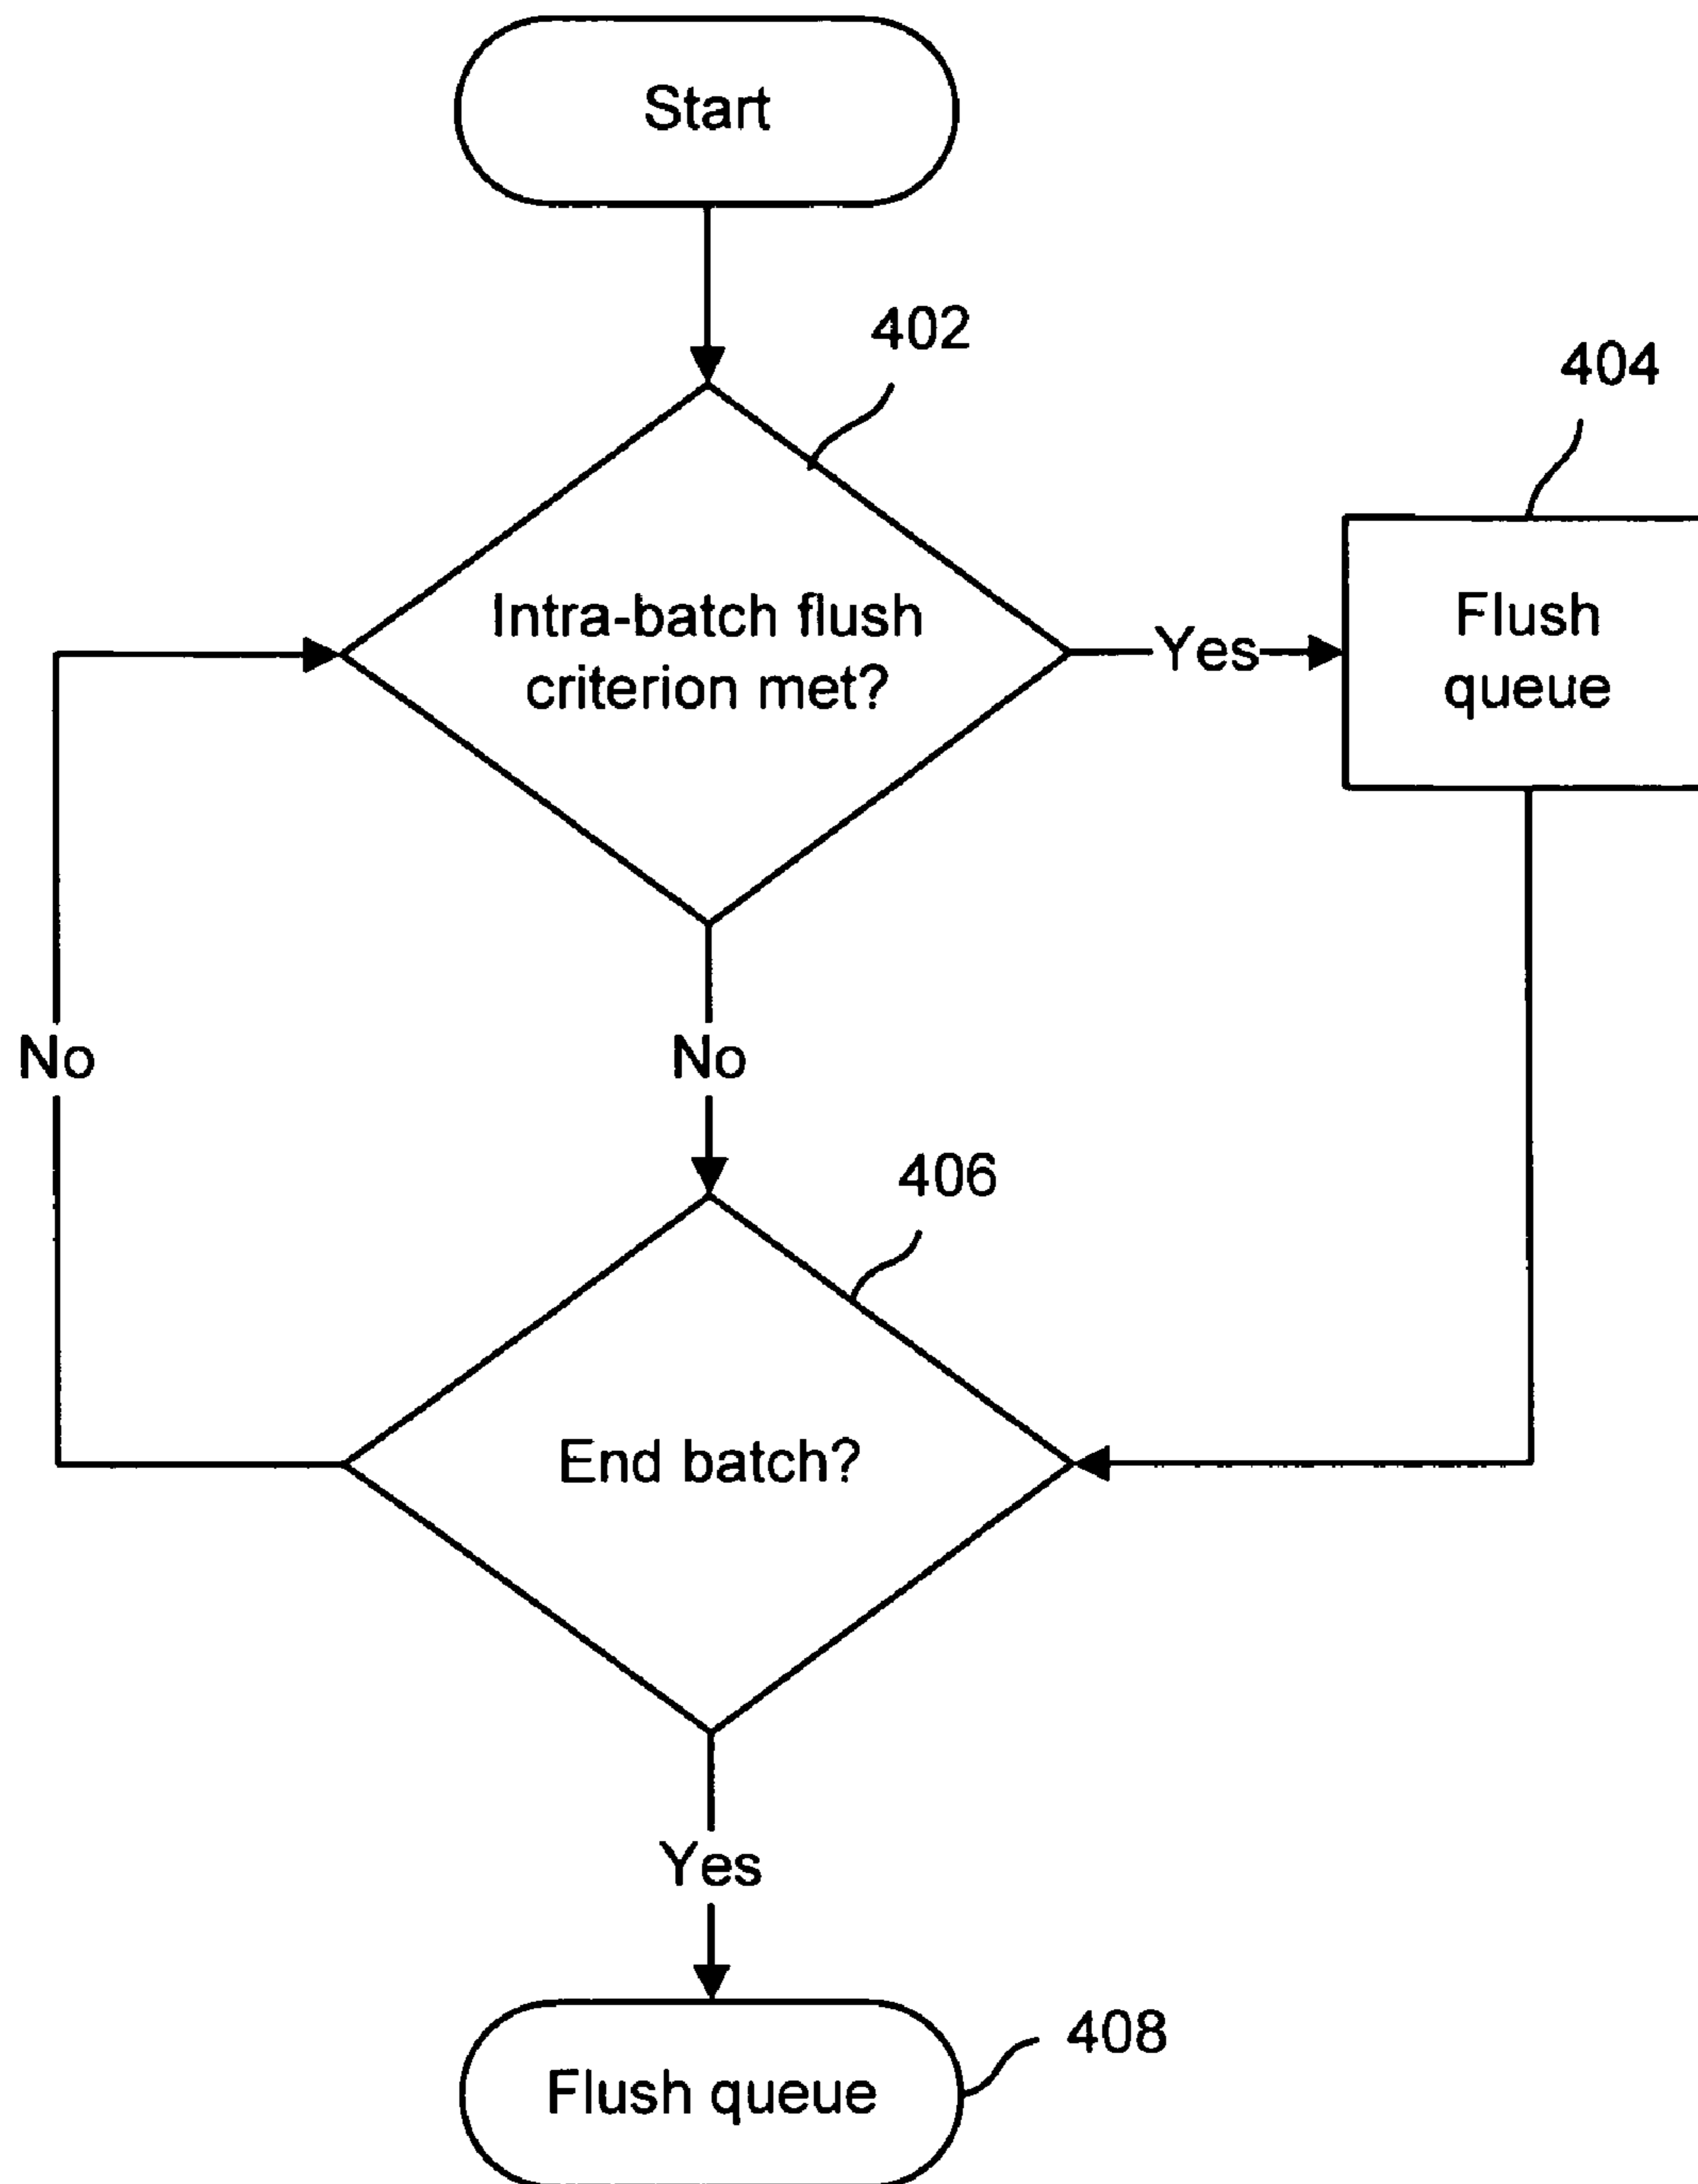 Start
402
404
Intra-batch flush
criterion met?
Yes
Flush
queue
No
No
406
End batch?
Yes
408
Flush queue